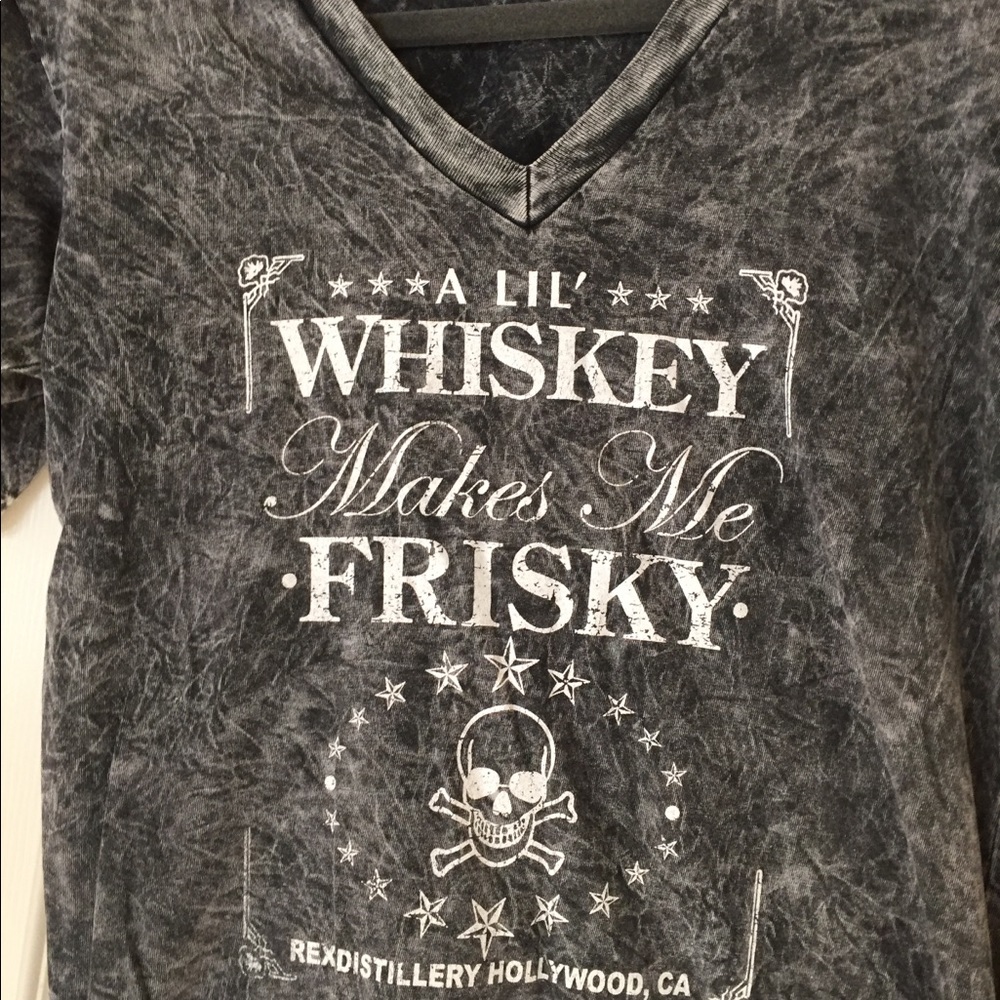 A LIL'
WHISKEY
Makes Me
·FRISKY·
REXDISTILLERY HOLLYWOOD, CA